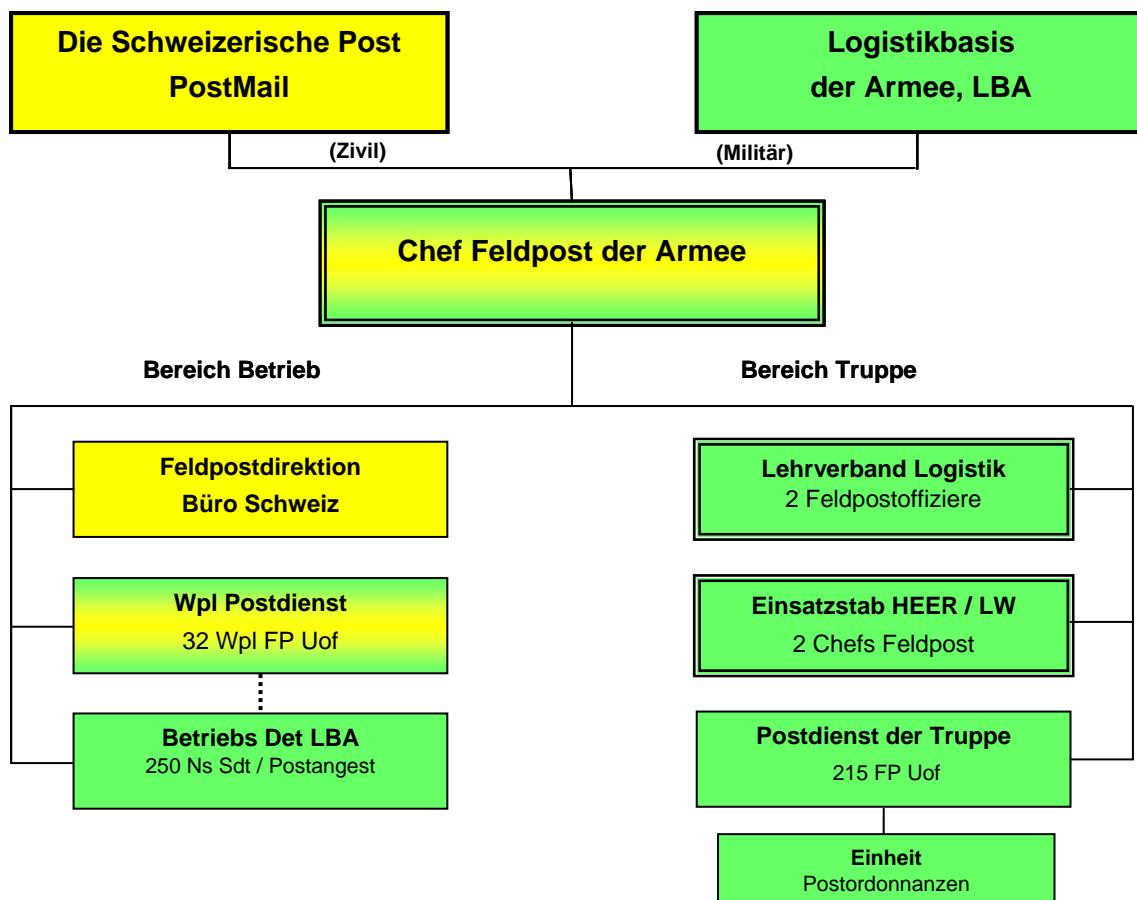 Die Schweizerische Post
PostMail
Logistikbasis
der Armee, LBA
(Zivil)
(Militär)
Chef Feldpost der Armee
Bereich Betrieb
Bereich Truppe
Feldpostdirektion
Büro Schweiz
Wpl Postdienst
32 Wpl FP Uof
Betriebs Det LBA
250 Ns Sdt / Postangest
Lehrverband Logistik
2 Feldpostoffiziere
Einsatzstab HEER / LW
2 Chefs Feldpost
Postdienst der Truppe
215 FP Uof
Einheit
Postordonnanzen